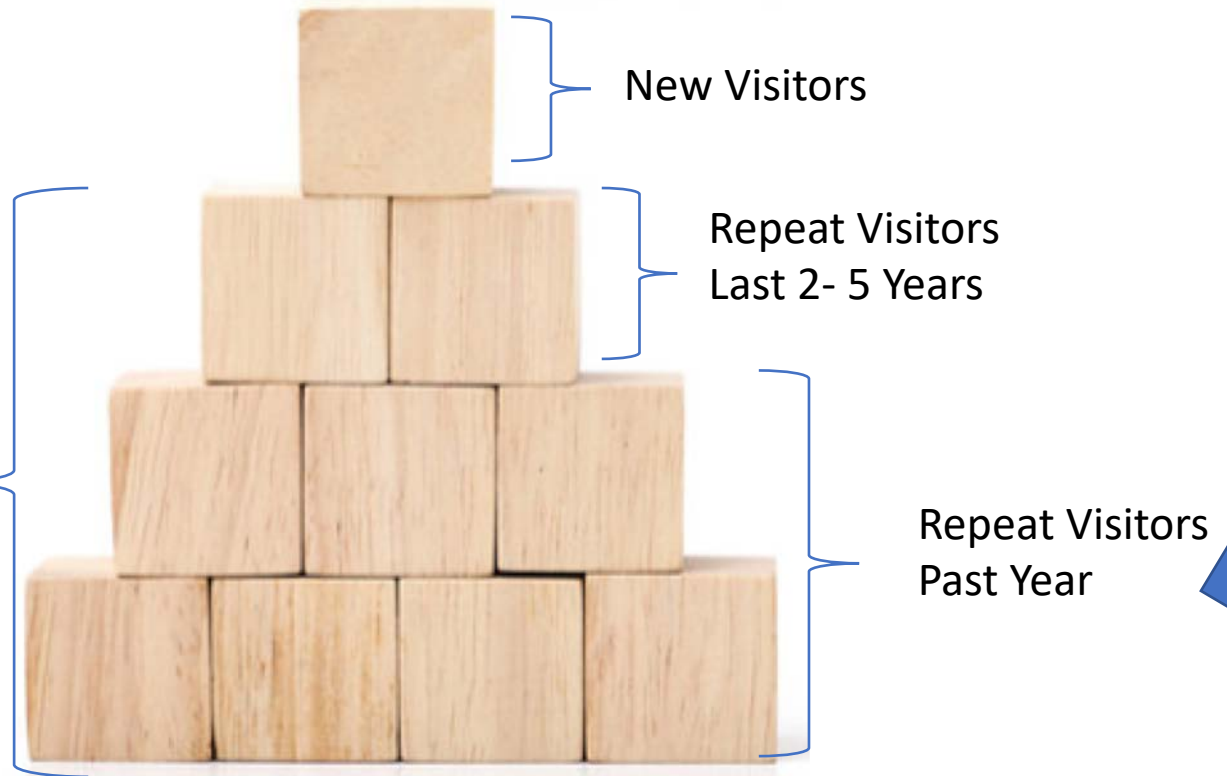 New Visitors
Repeat Visitors
Last 2- 5 Years
Repeat Visitors
Past Year